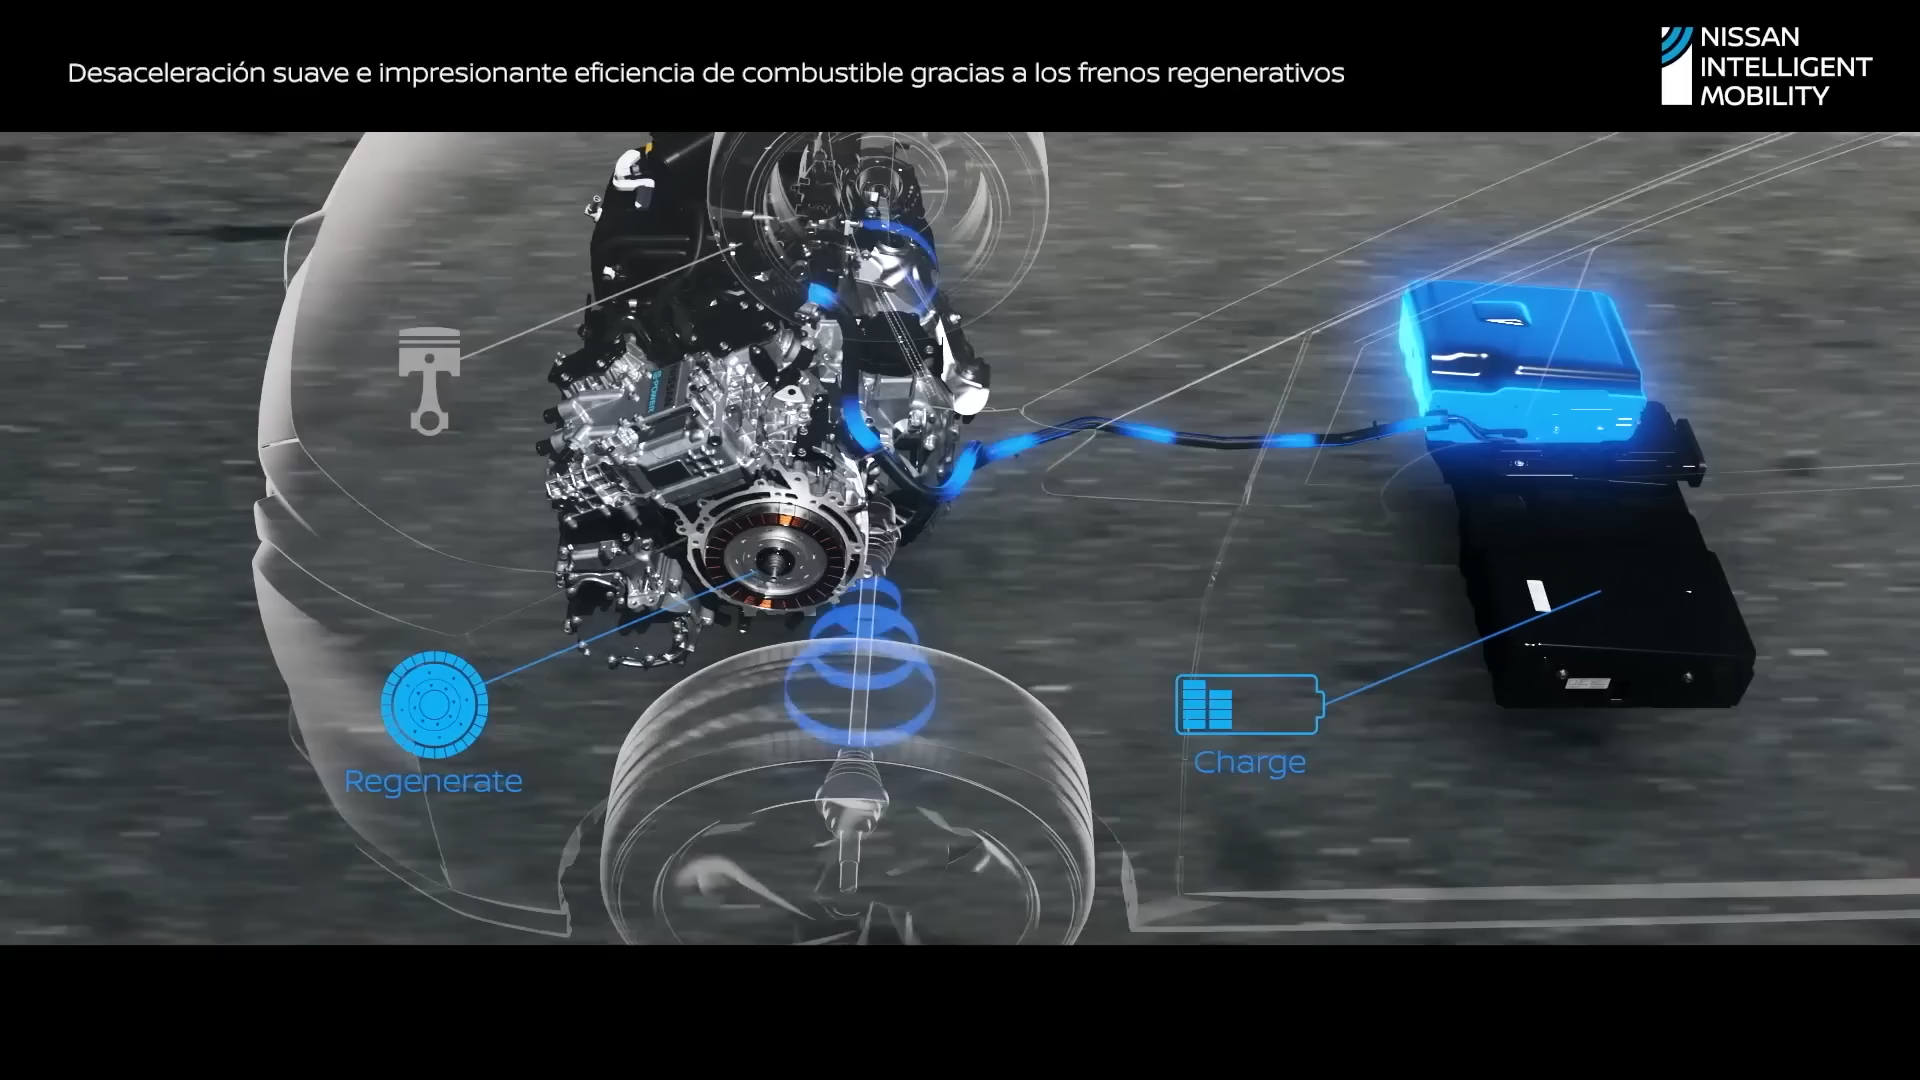 Desaceleración suave e impresionante eficiencia de combustible gracias a los frenos regenerativos
NISSAN
INTELLIGENT
MOBILITY
Regenerate
Charge